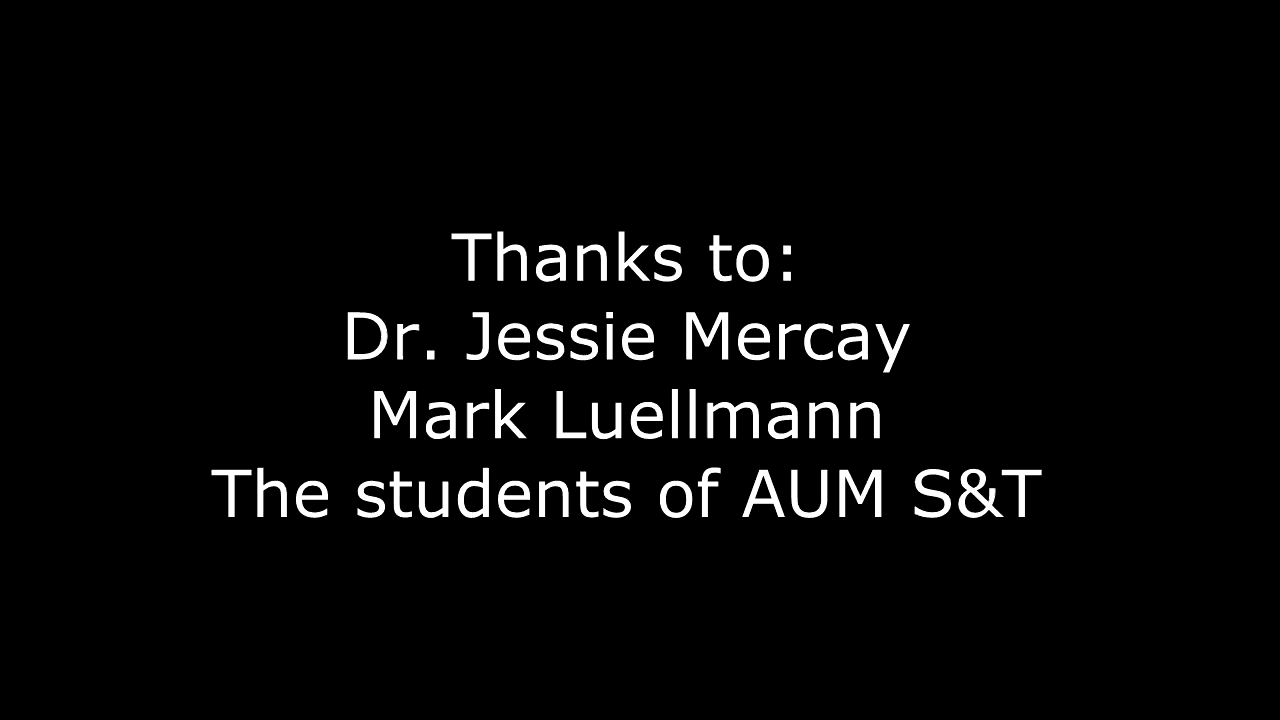 Thanks to:
Dr. Jessie Mercay
Mark Luellmann
The students of AUM S&T